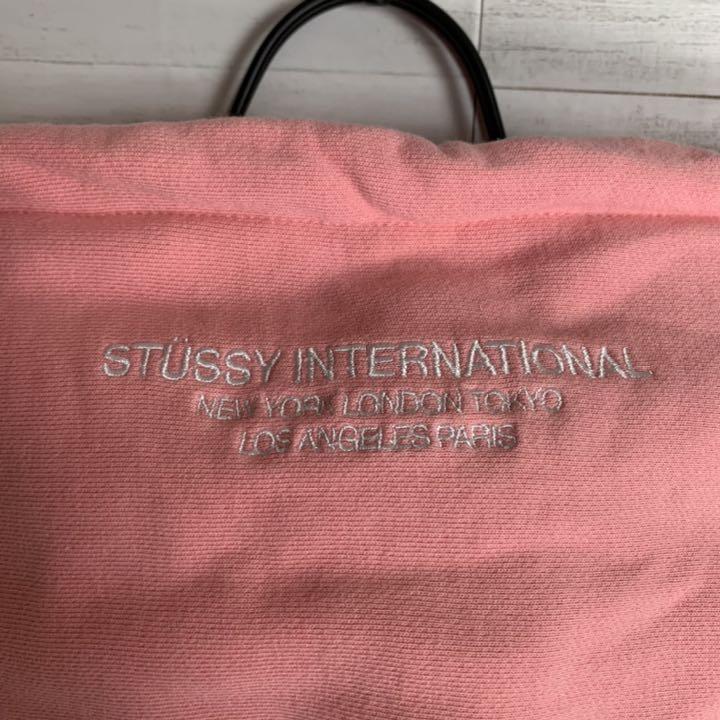 STÜSSY INTERNATIONAL
NEW YORK LONDON TOKYO
LOS ANGELES PARIS